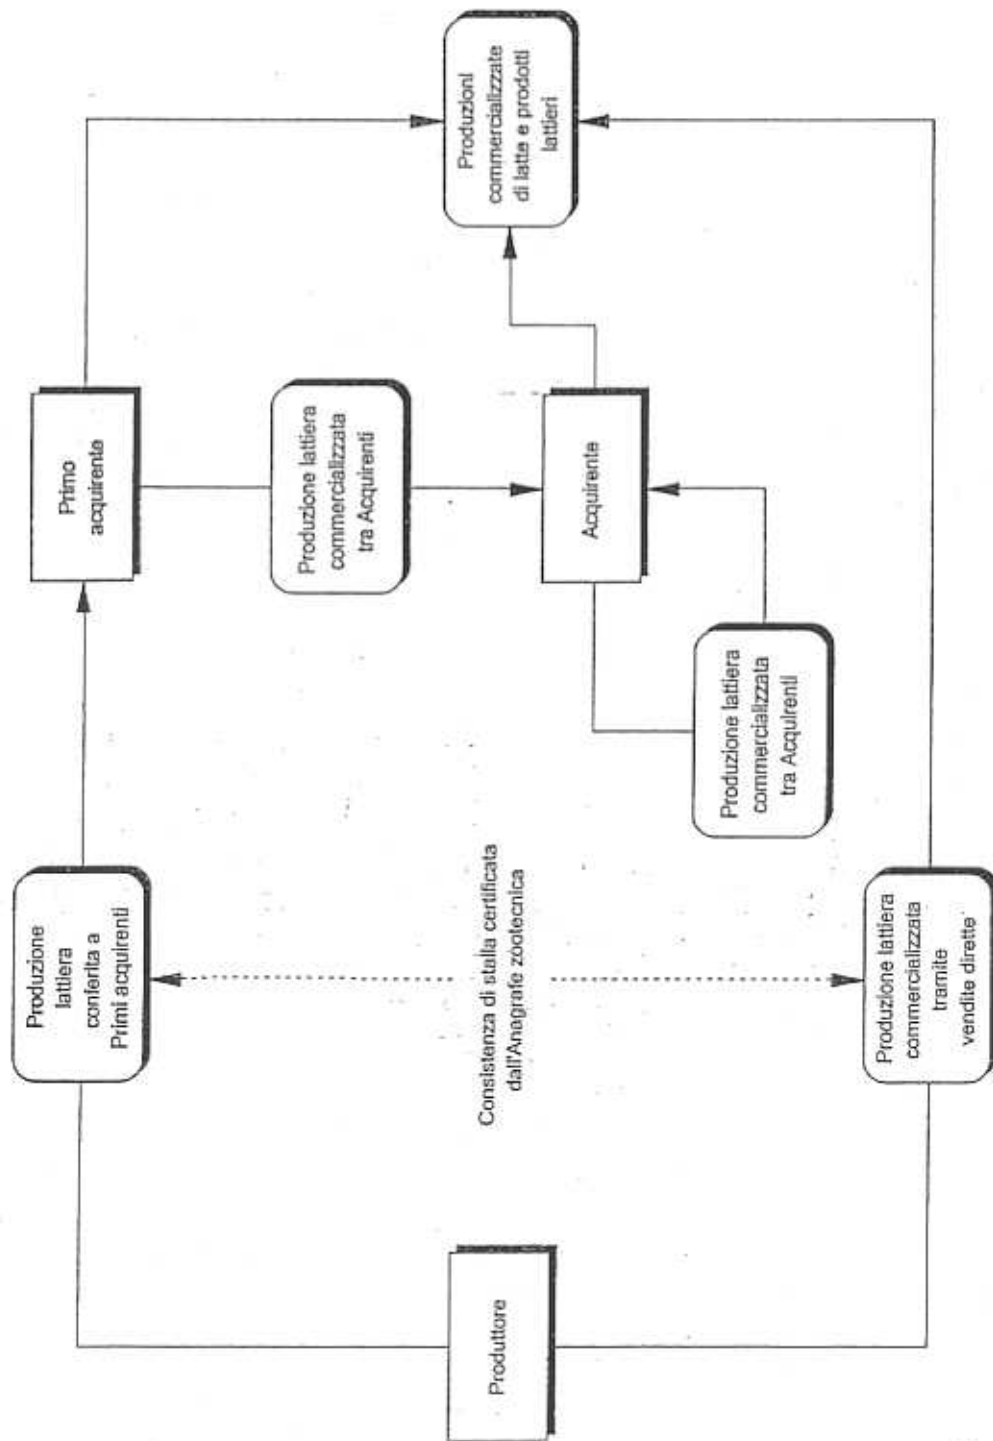 Produttore
Produzione
lattiera
conferita a
Primi acquirenti
Consistenza di stalla certificata
dall'Anagrafe zootecnica
Produzione lattiera
commercializzata
tramite
vendite dirette
Primo
acquirente
Produzione lattiera
commercializzata
tra Acquirenti
Acquirente
Produzione lattiera
commercializzata
tra Acquirenti
Produzioni
commercializzate
di latte e prodotti
lattieri